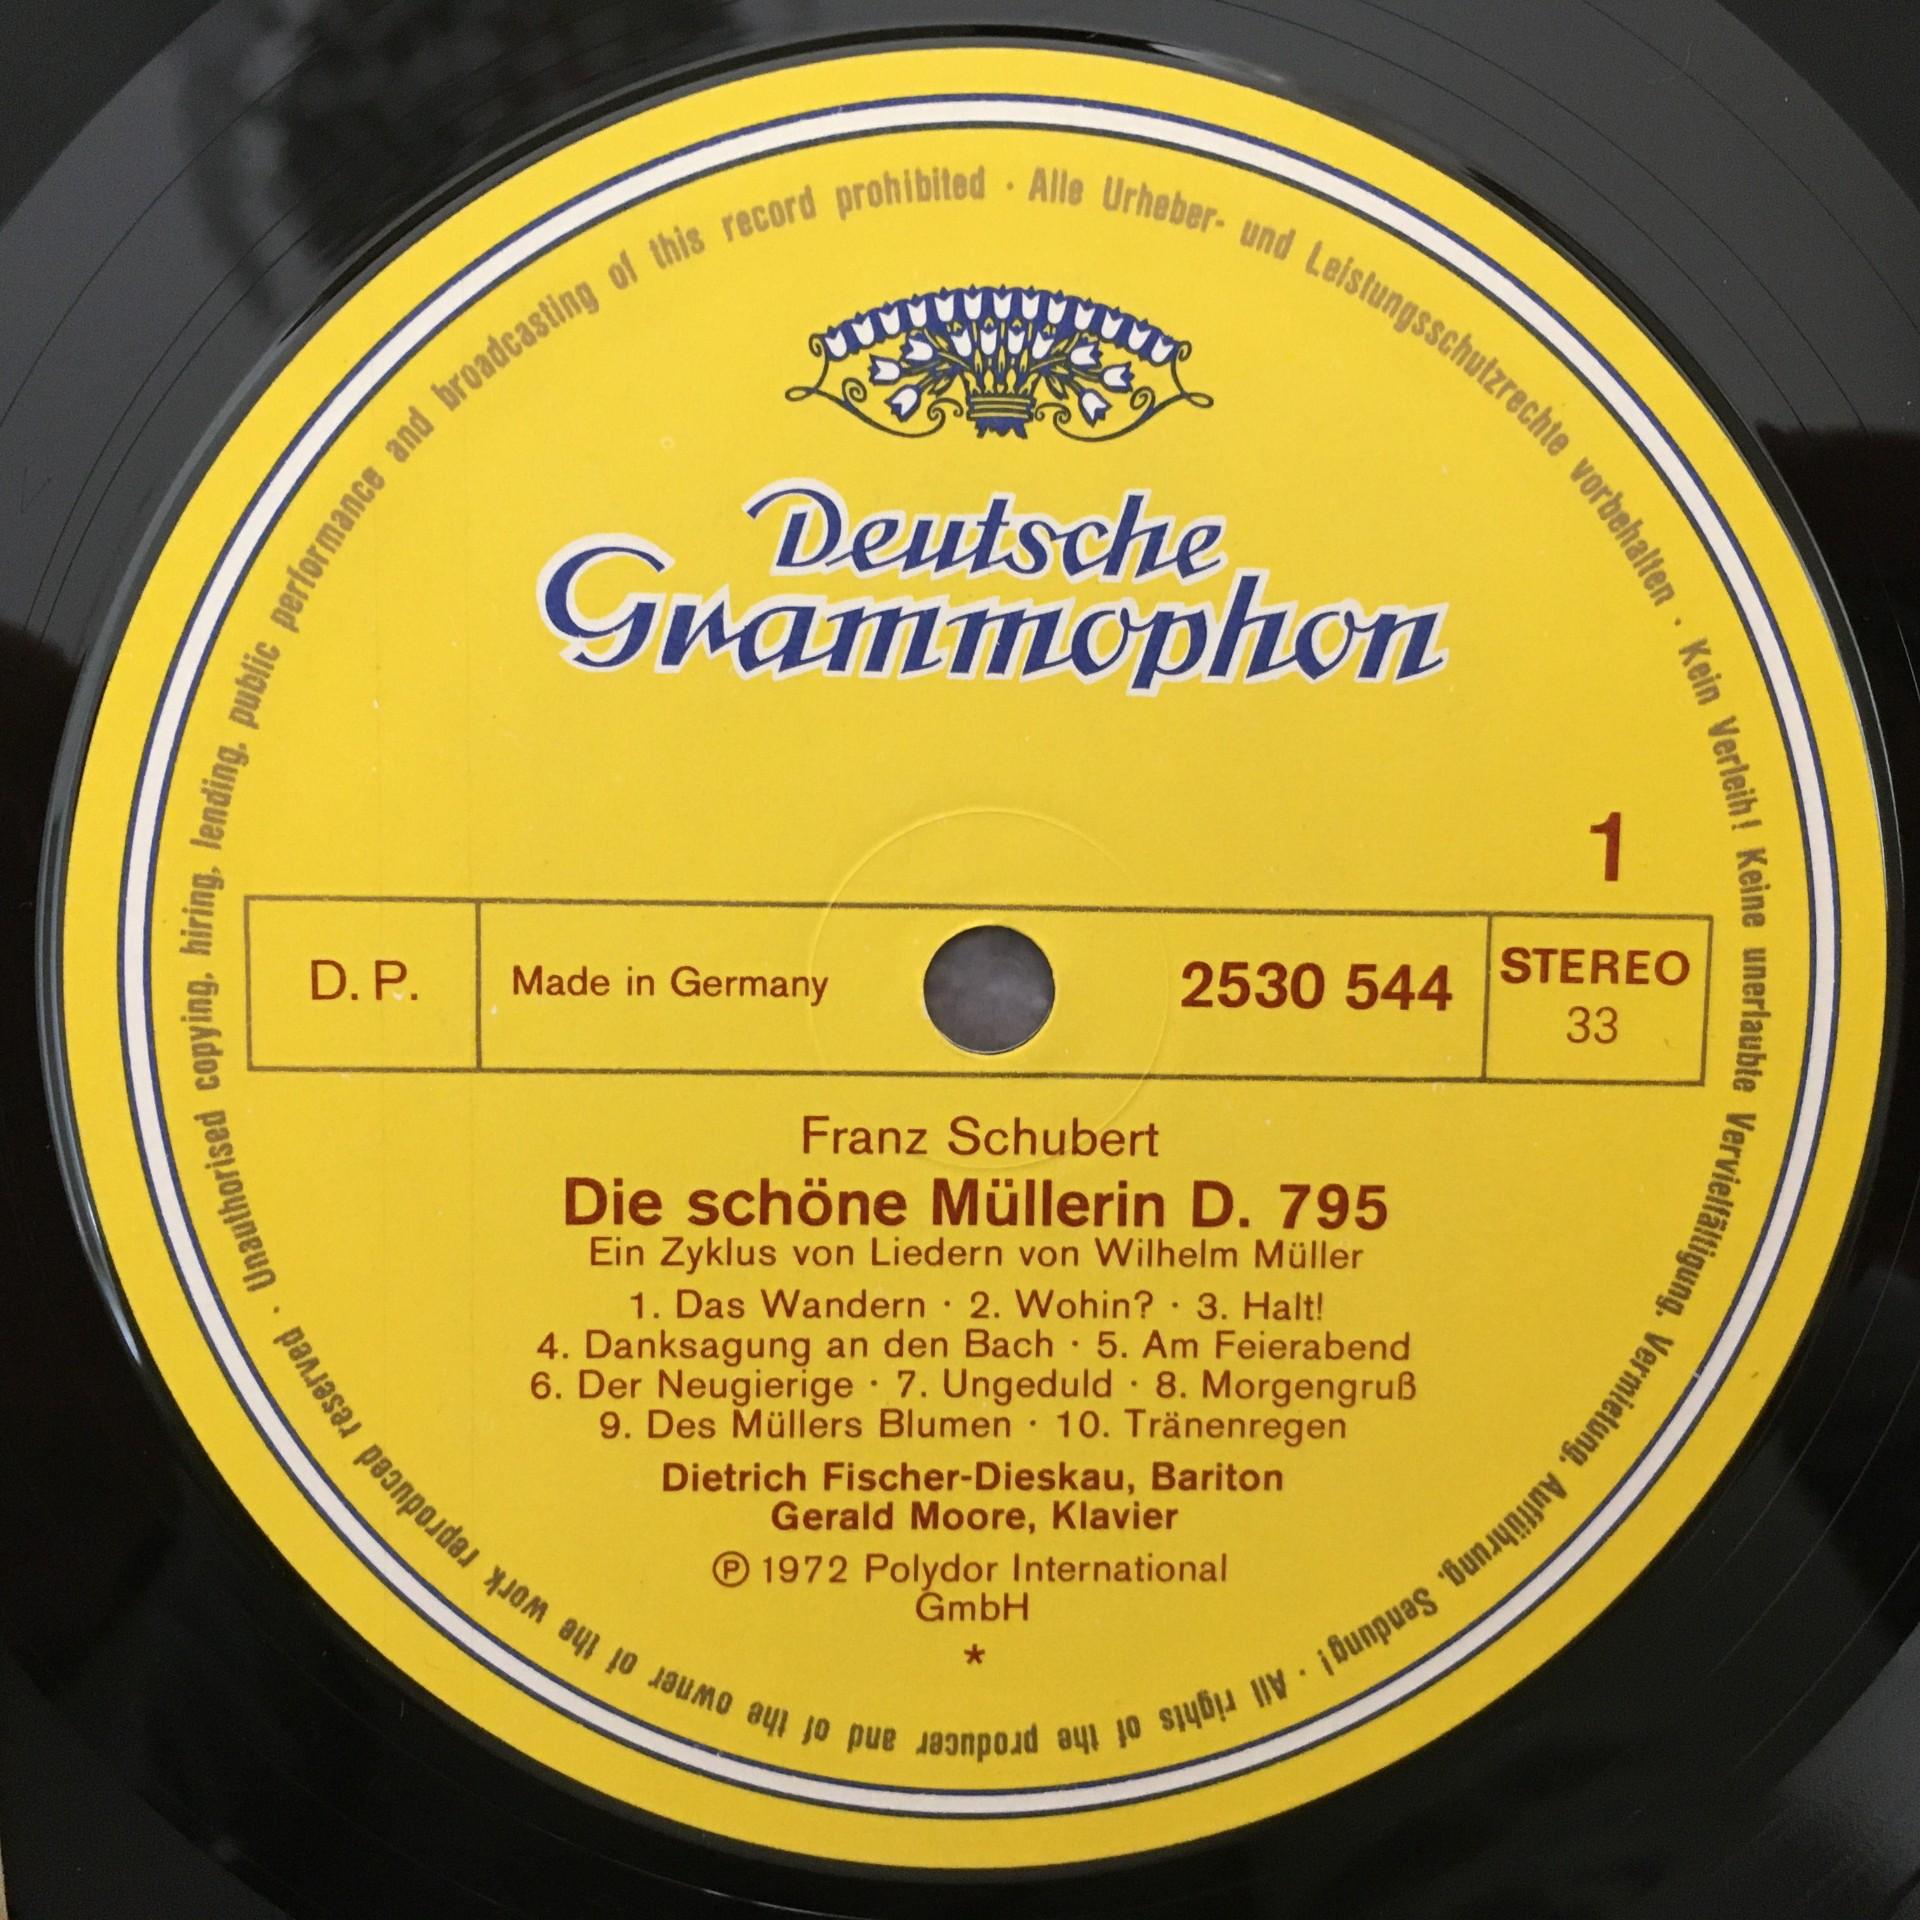 Deutsche
Grammophon
1
D. P.
Made in Germany
2530 544
STEREO
33
Franz Schubert
Die schöne Müllerin D. 795
Ein Zyklus von Liedern von Wilhelm Müller
1. Das Wandern · 2. Wohin? · 3. Halt!
4. Danksagung an den Bach · 5. Am Feierabend
6. Der Neugierige · 7. Ungeduld · 8. Morgengruß
9. Des Müllers Blumen · 10. Tränenregen
Dietrich Fischer-Dieskau, Bariton
Gerald Moore, Klavier
Ⓟ 1972 Polydor International
GmbH
*
Alle Urheber- und Leistungsschutzrechte vorbehalten · Kein Verleih! Keine unerlaubte Vervielfältigung, Vermietung, Aufführung, Sendung! · All rights of the producer and of the owner of the work reproduced reserved · Unauthorised copying, hiring, lending, public performance and broadcasting of this record prohibited ·